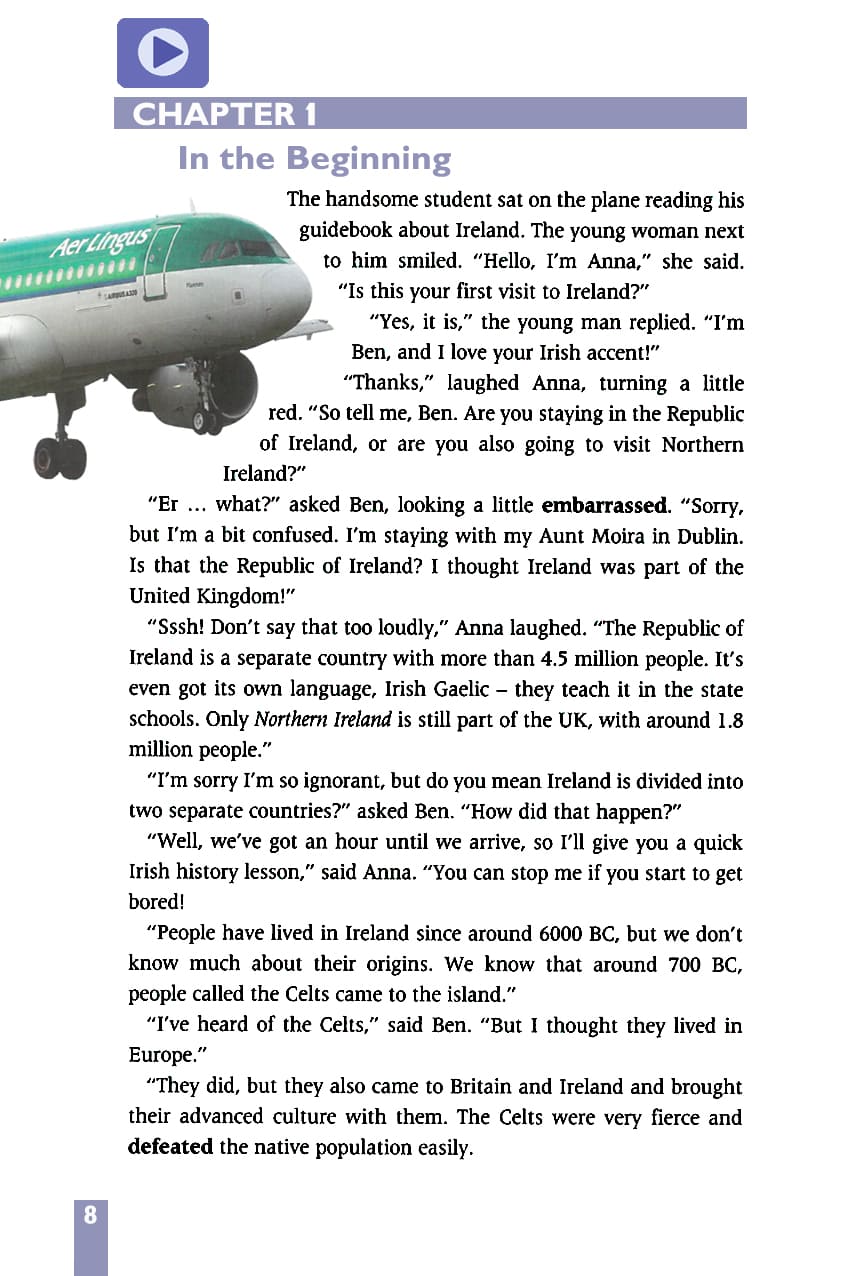 CHAPTER 1
In the Beginning
The handsome student sat on the plane reading his
guidebook about Ireland. The young woman next
to him smiled. “Hello, I’m Anna,” she said.
“Is this your first visit to Ireland?”
“Yes, it is,” the young man replied. “I’m
Ben, and I love your Irish accent!”
“Thanks,” laughed Anna, turning a little
red. “So tell me, Ben. Are you staying in the Republic
of Ireland, or are you also going to visit Northern
Ireland?”
“Er … what?” asked Ben, looking a little embarrassed. “Sorry,
but I’m a bit confused. I’m staying with my Aunt Moira in Dublin.
Is that the Republic of Ireland? I thought Ireland was part of the
United Kingdom!”
“Sssh! Don’t say that too loudly,” Anna laughed. “The Republic of
Ireland is a separate country with more than 4.5 million people. It’s
even got its own language, Irish Gaelic – they teach it in the state
schools. Only Northern Ireland is still part of the UK, with around 1.8
million people.”
“I’m sorry I’m so ignorant, but do you mean Ireland is divided into
two separate countries?” asked Ben. “How did that happen?”
“Well, we’ve got an hour until we arrive, so I’ll give you a quick
Irish history lesson,” said Anna. “You can stop me if you start to get
bored!
“People have lived in Ireland since around 6000 BC, but we don’t
know much about their origins. We know that around 700 BC,
people called the Celts came to the island.”
“I’ve heard of the Celts,” said Ben. “But I thought they lived in
Europe.”
“They did, but they also came to Britain and Ireland and brought
their advanced culture with them. The Celts were very fierce and
defeated the native population easily.
8
Aer Lingus
AIRBUS A320